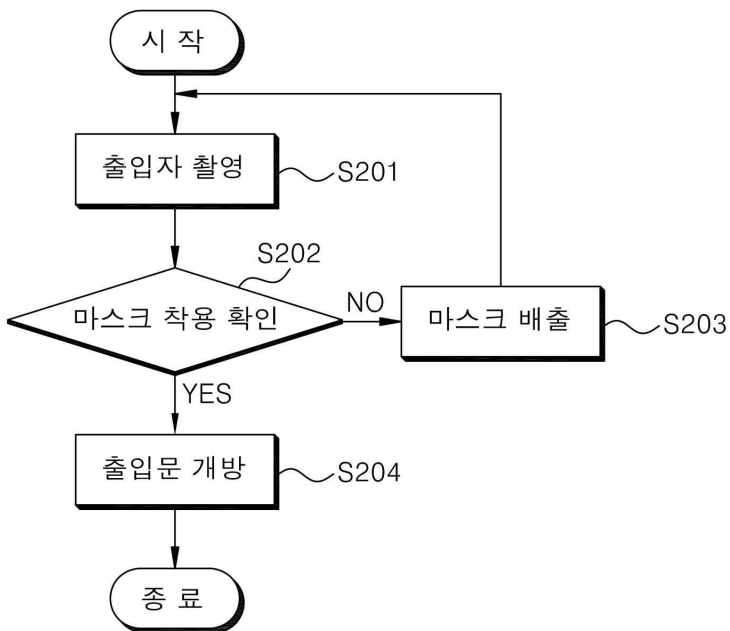 시 작
출입자 촬영
S201
S202
마스크 착용 확인
NO
마스크 배출
S203
YES
출입문 개방
S204
종 료